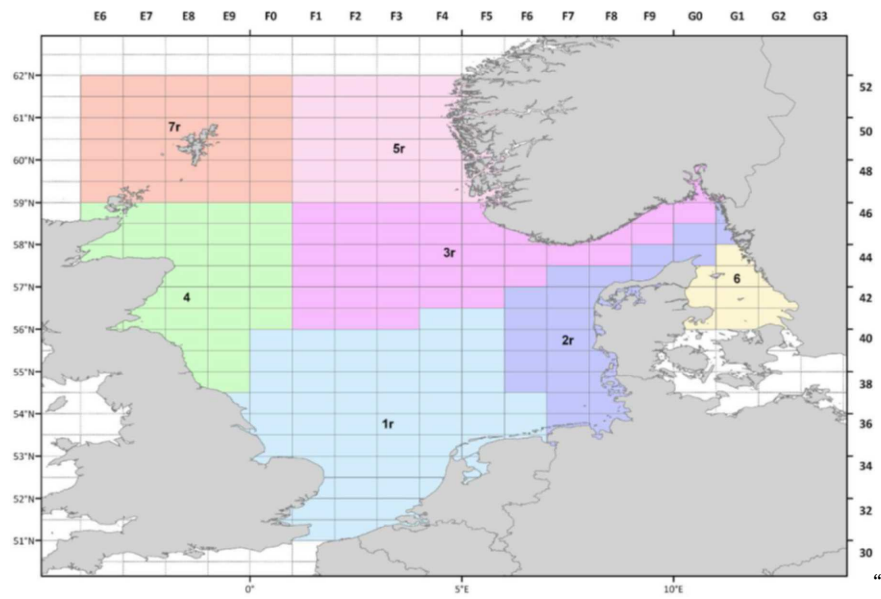 E6 E7 E8 E9 F0 F1 F2 F3 F4 F5 F6 F7 F8 F9 G0 G1 G2 G3
62°N 52
61°N
7r 50
5r
60°N 48
59°N
46
58°N
3r 44
6
57°N 4 42
56°N 40
2r
55°N
38
54°N
1r 36
53°N
34
52°N
32
51°N
30
“
0° 5°E 10°E